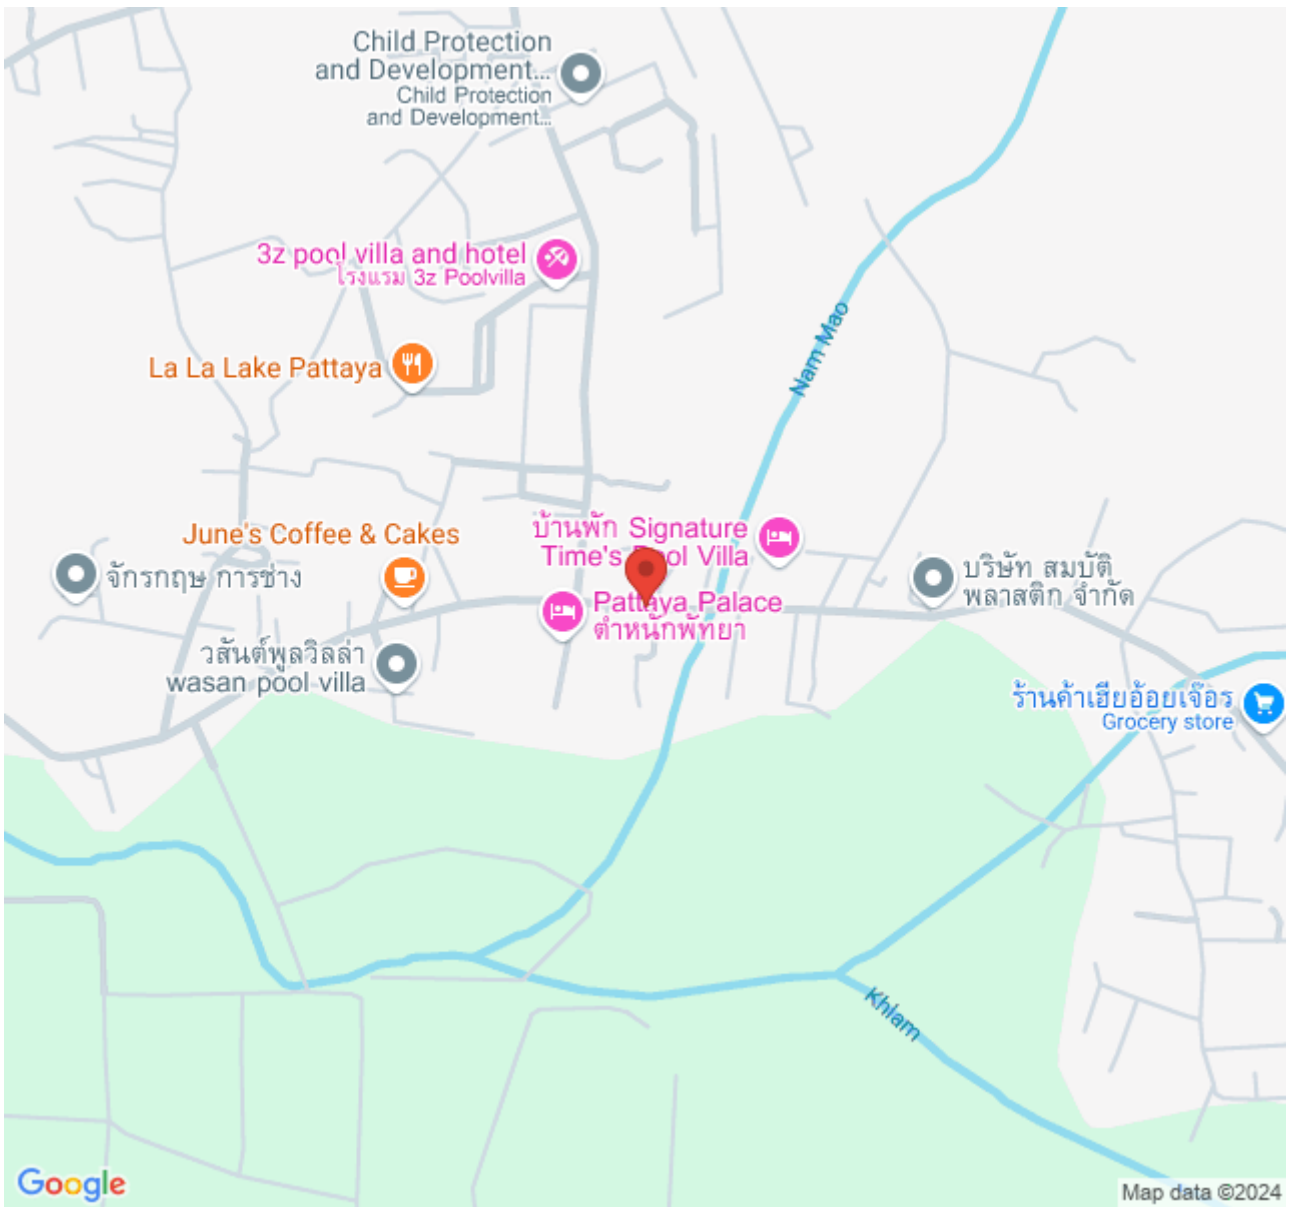 Child Protection
and Development...
Child Protection
and Development...
3z pool villa and hotel
โรงแรม 3z Poolvilla
Nam Mao
La La Lake Pattaya
June's Coffee & Cakes
บ้านพัก Signature
Time's Pool Villa
จักรกฤษ การช่าง
บริษัท สมบัติ
พลาสติก จำกัด
Pattaya Palace
ตำหนักพัทยา
วสันต์พูลวิลล่า
wasan pool villa
ร้านค้าเฮียอ้อยเจ๊อร
Grocery store
Khlam
Google
Map data ©2024